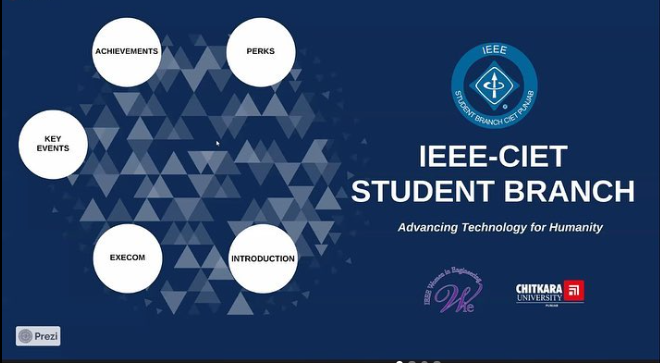 ACHIEVEMENTS
PERKS
KEY
EVENTS
EXECOM
INTRODUCTION
IEEE
STUDENT BRANCH CIET PUNJAB
IEEE-CIET
STUDENT BRANCH
Advancing Technology for Humanity
IEEE Women in Engineering
WIE
CHITKARA
UNIVERSITY
PUNJAB
Prezi